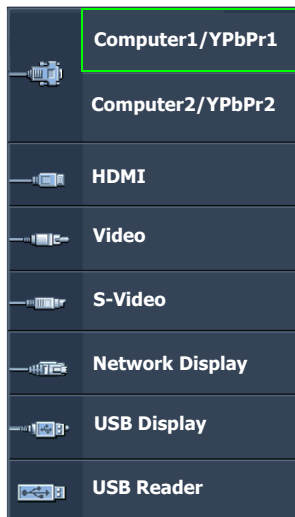 Computer1/YPbPr1
Computer2/YPbPr2
HDMI
Video
S-Video
Network Display
USB Display
USB Reader